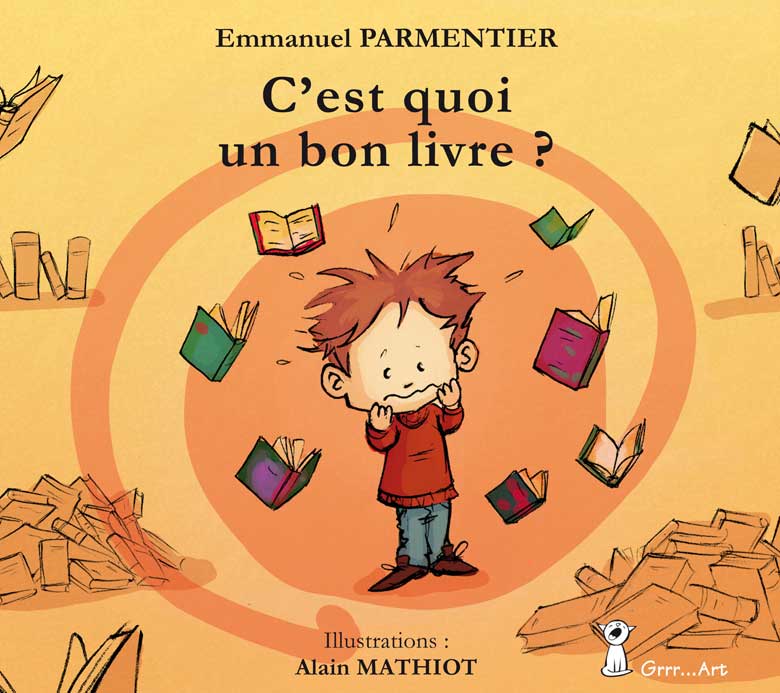 Emmanuel PARMENTIER
C’est quoi
un bon livre ?
Illustrations :
Alain MATHIOT
Grrr...Art